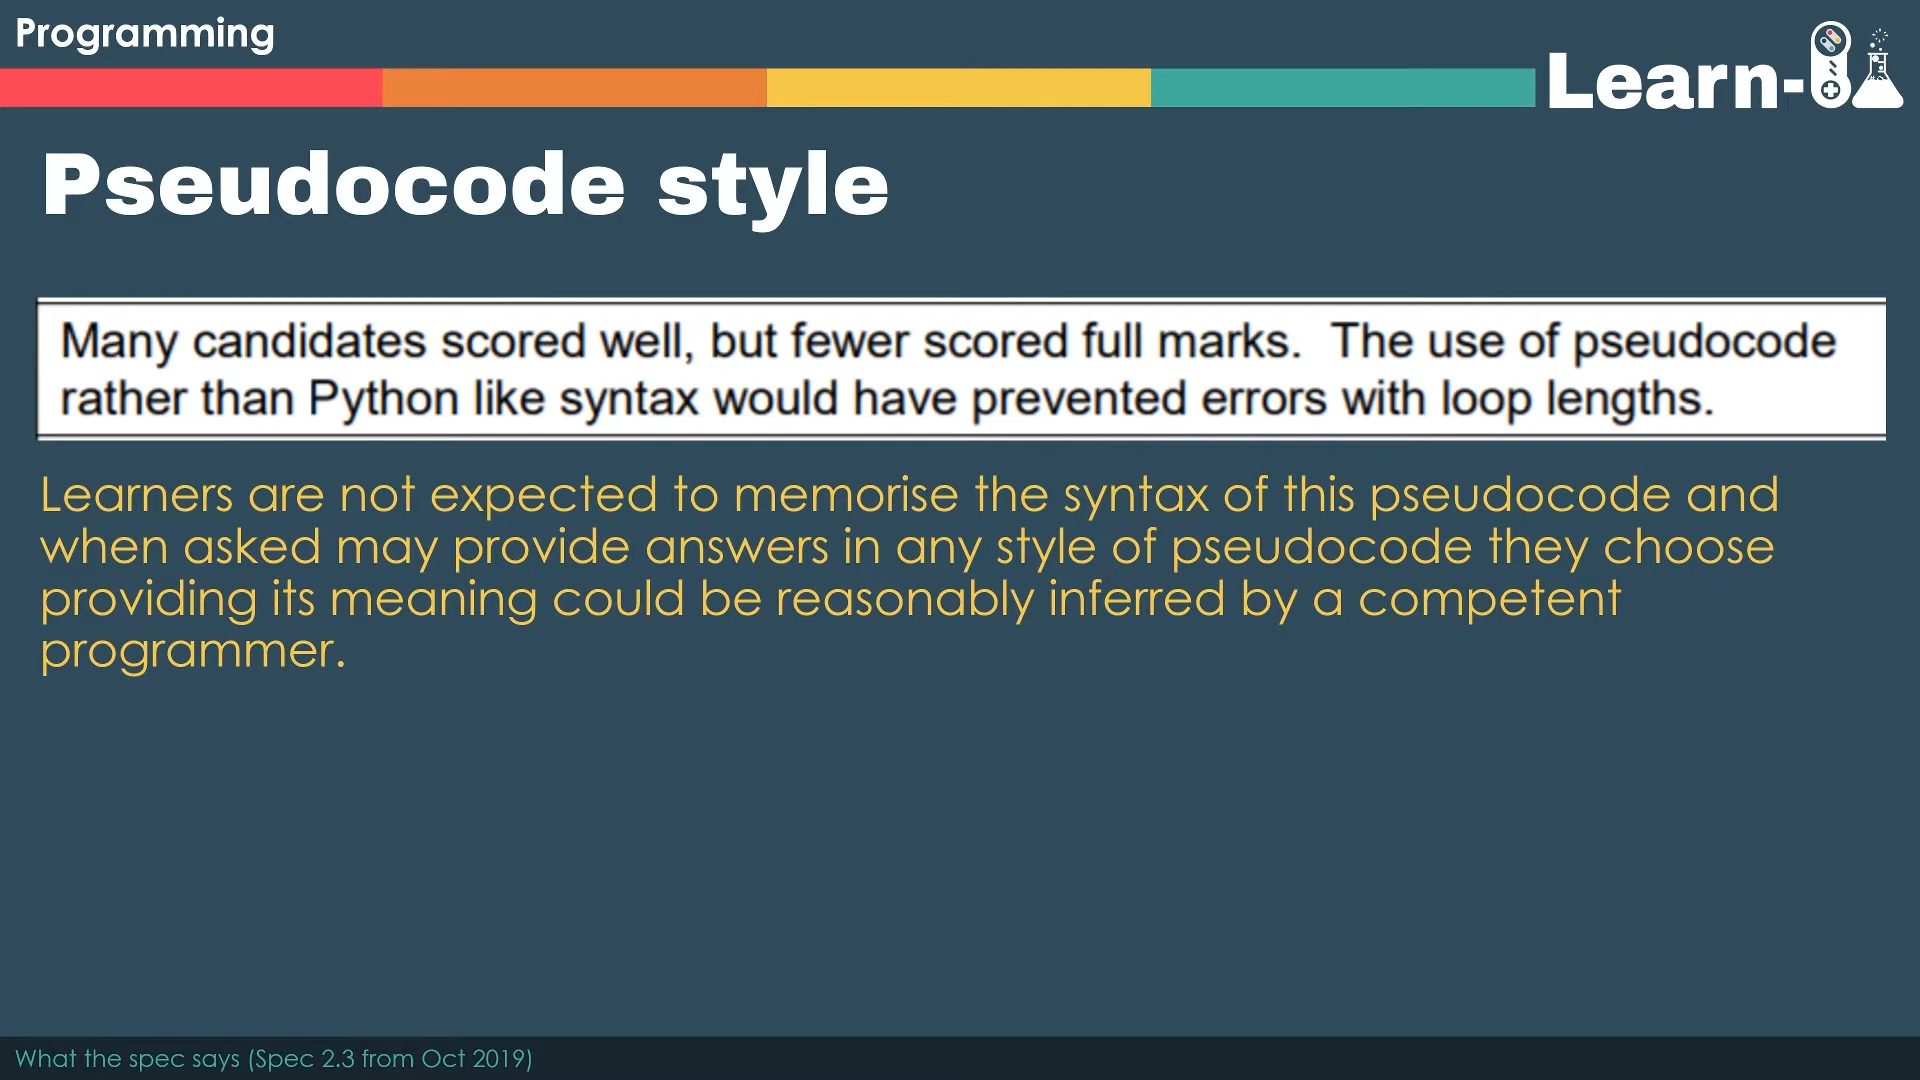 Programming
Learn-
Pseudocode style
Many candidates scored well, but fewer scored full marks. The use of pseudocode
rather than Python like syntax would have prevented errors with loop lengths.
Learners are not expected to memorise the syntax of this pseudocode and
when asked may provide answers in any style of pseudocode they choose
providing its meaning could be reasonably inferred by a competent
programmer.
What the spec says (Spec 2.3 from Oct 2019)